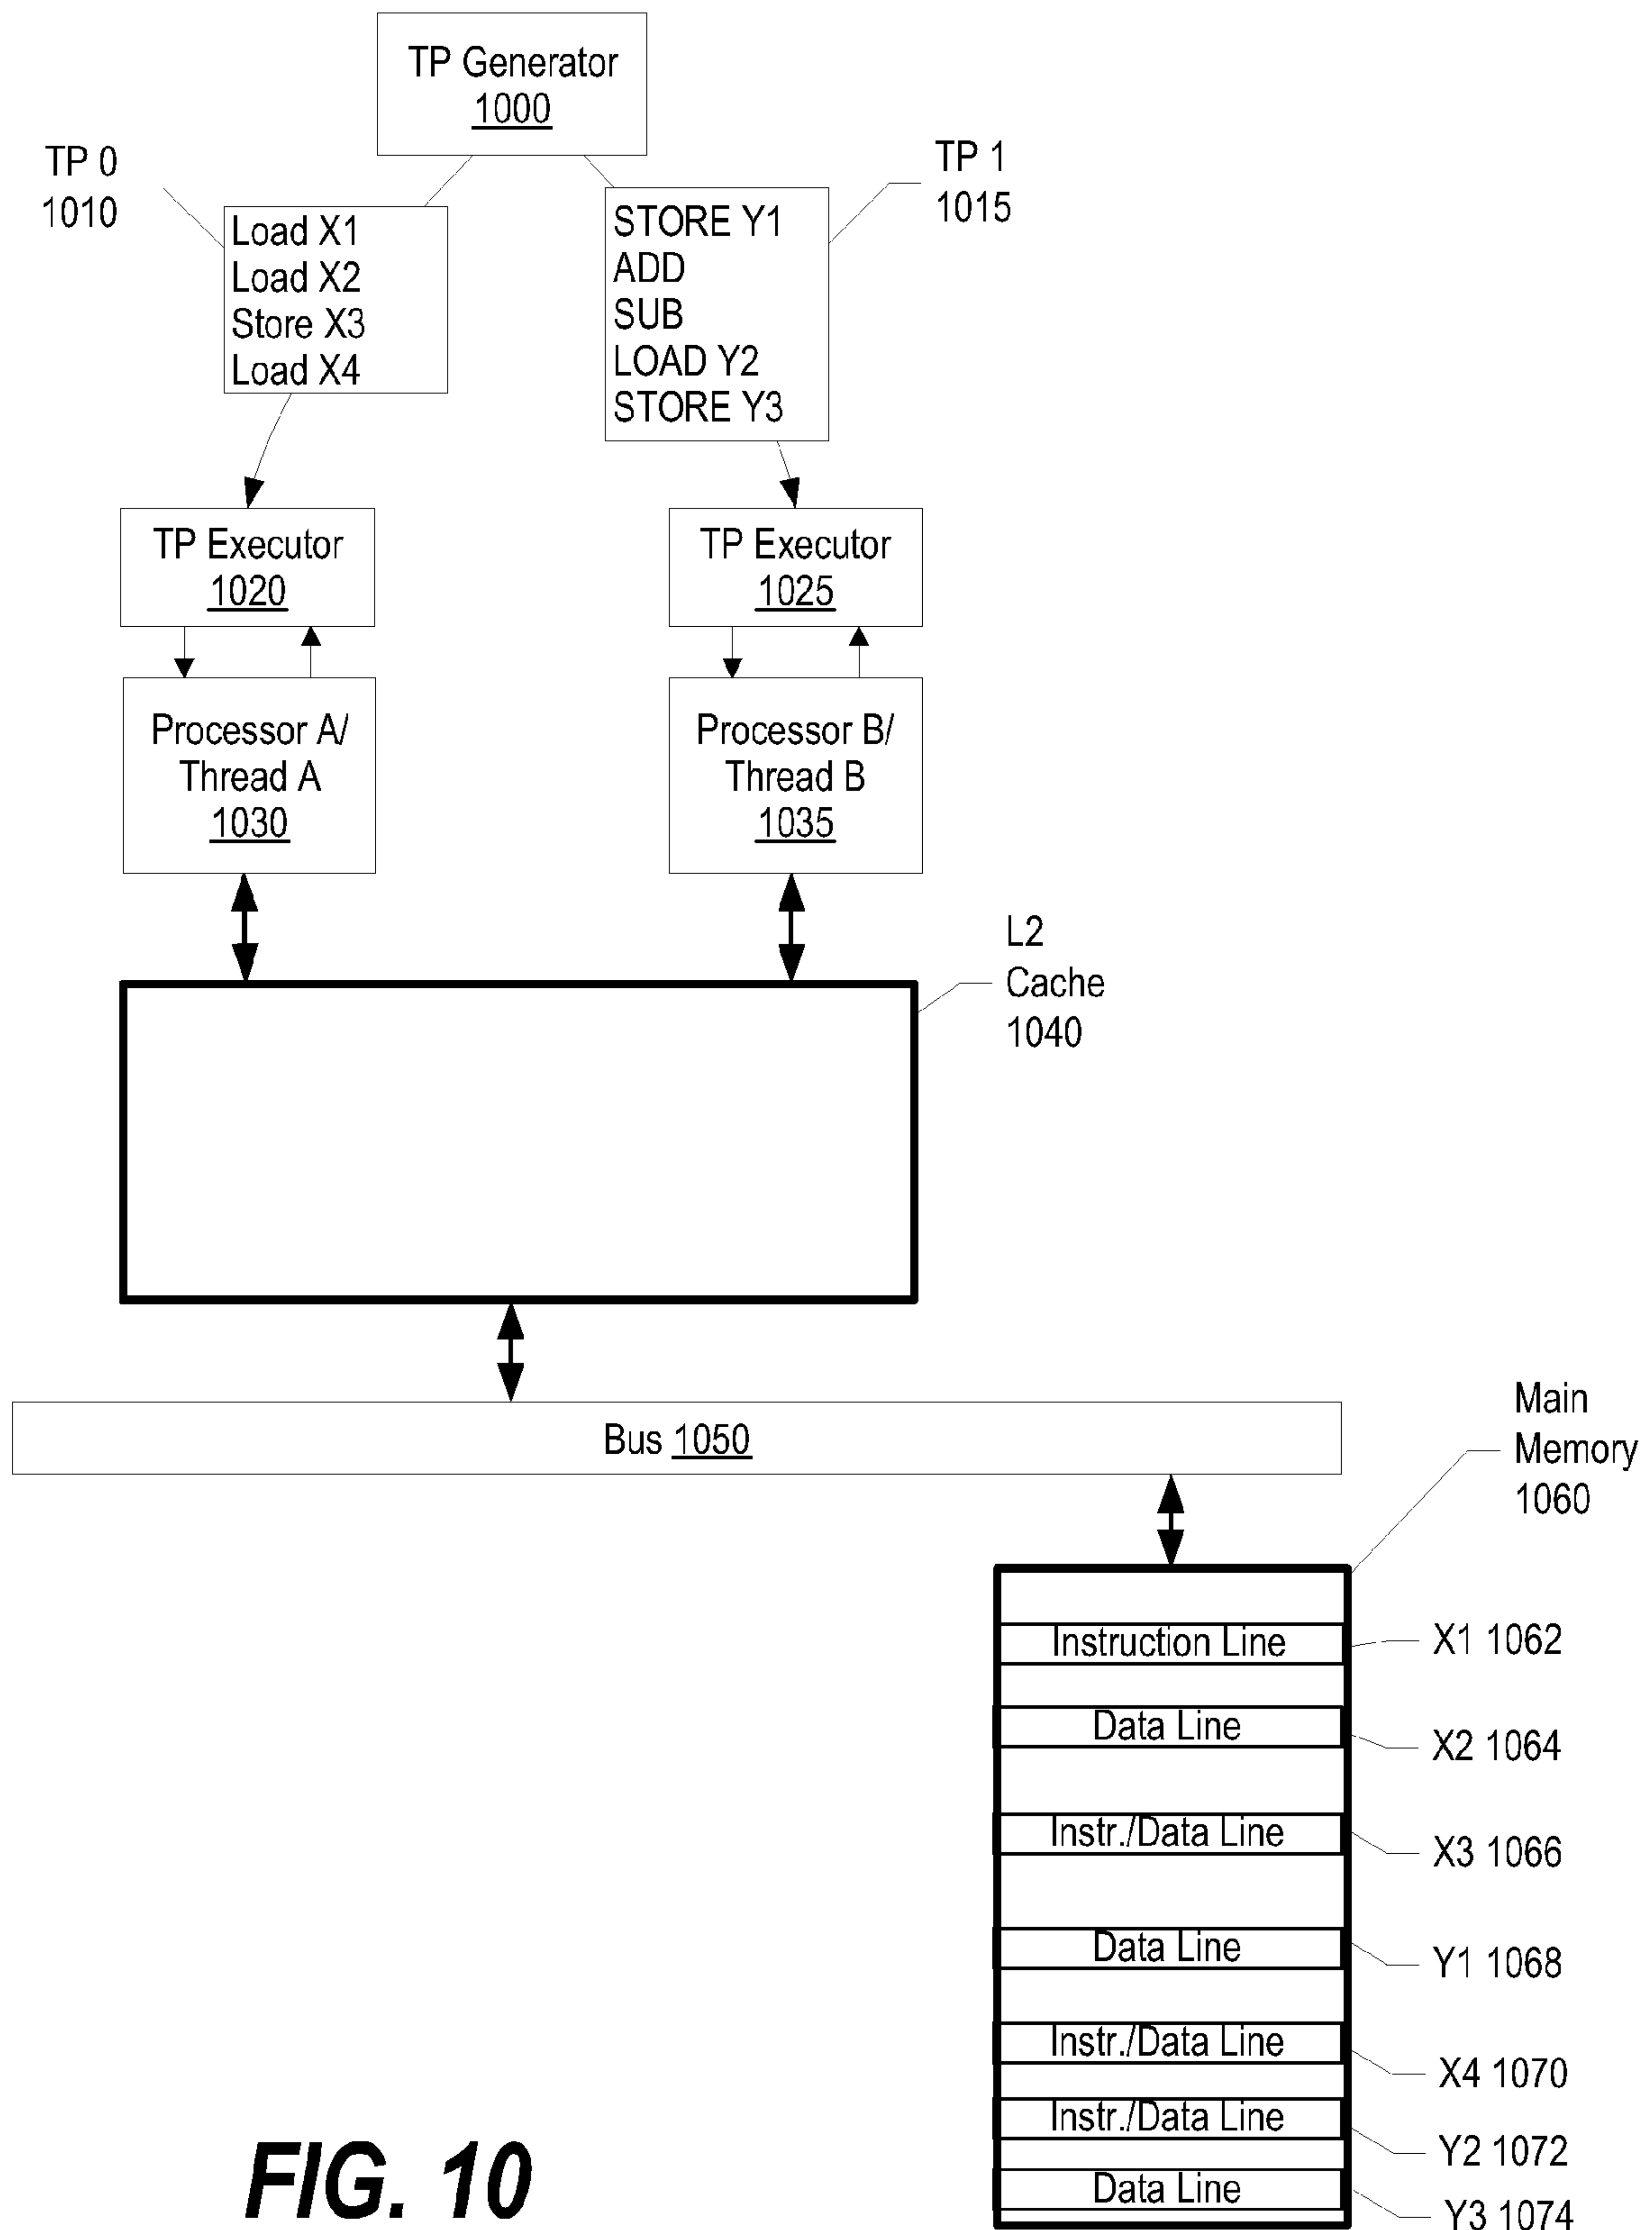 TP Generator
1000
TP 0
1010
TP 1
1015
Load X1
Load X2
Store X3
Load X4
STORE Y1
ADD
SUB
LOAD Y2
STORE Y3
TP Executor
1020
TP Executor
1025
Processor A/
Thread A
1030
Processor B/
Thread B
1035
L2
Cache
1040
Bus 1050
Main
Memory
1060
Instruction Line
X1 1062
Data Line
X2 1064
Instr./Data Line
X3 1066
Data Line
Y1 1068
Instr./Data Line
X4 1070
Instr./Data Line
Y2 1072
Data Line
Y3 1074
FIG. 10